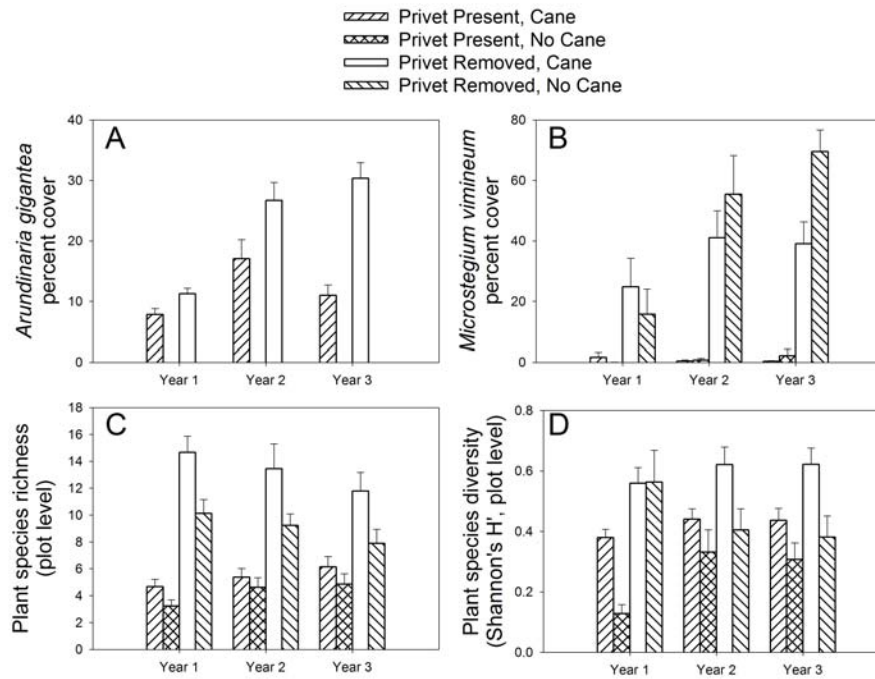 Privet Present, Cane
Privet Present, No Cane
Privet Removed, Cane
Privet Removed, No Cane
A
Arundinaria gigantea
percent cover
40
30
20
10
0
Year 1
Year 2
Year 3
B
Microstegium vimineum
percent cover
80
60
40
20
0
Year 1
Year 2
Year 3
C
Plant species richness
(plot level)
18
16
14
12
10
8
6
4
2
0
Year 1
Year 2
Year 3
D
Plant species diversity
(Shannon's H', plot level)
0.8
0.6
0.4
0.2
0.0
Year 1
Year 2
Year 3